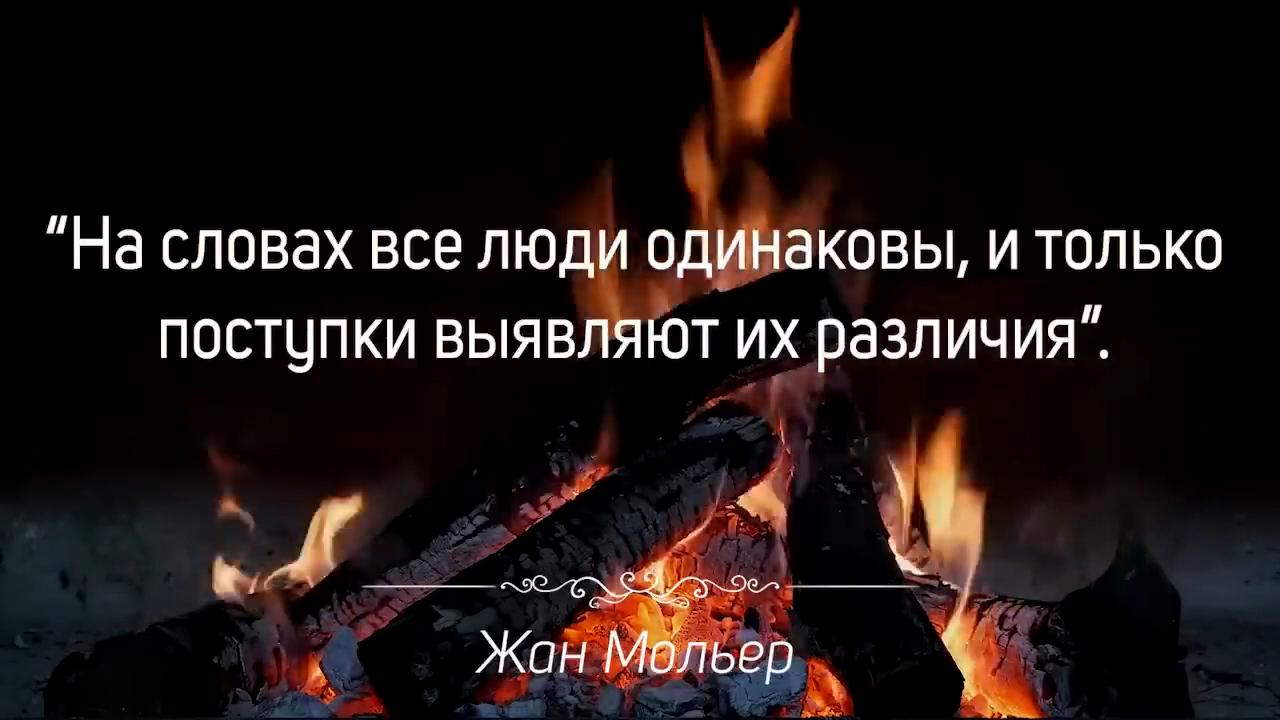 “На словах все люди одинаковы, и только
поступки выявляют их различия”.
Жан Мольер